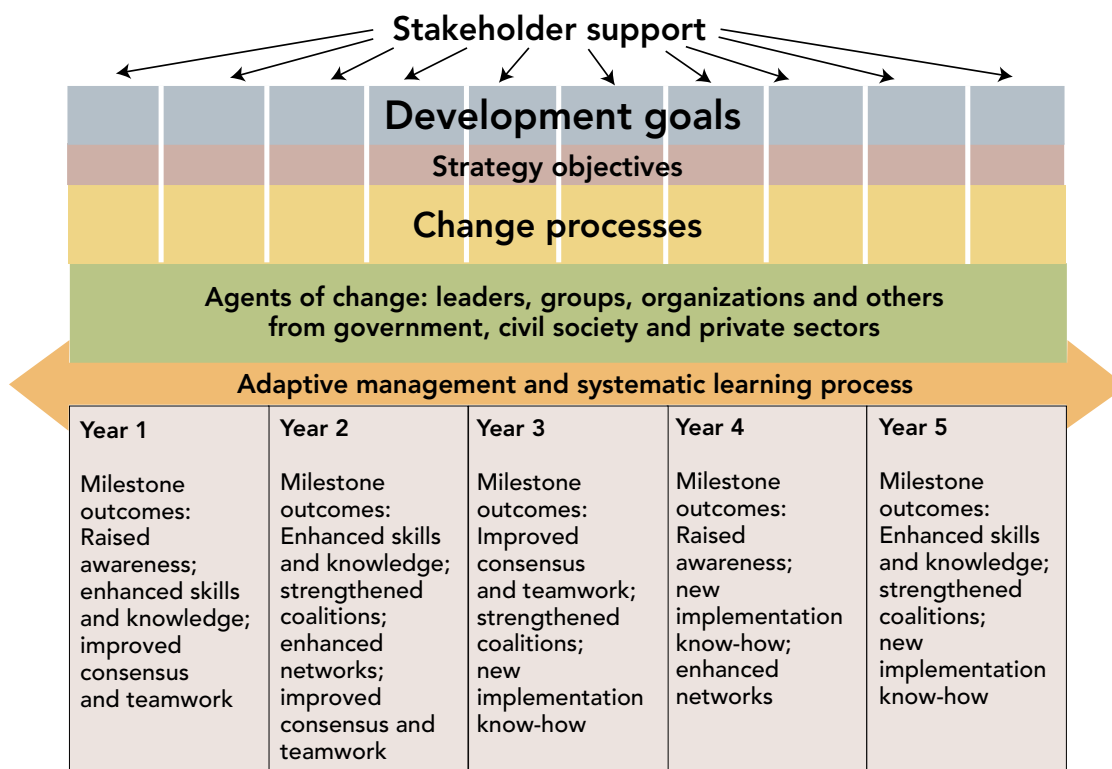 Stakeholder support
Development goals
Strategy objectives
Change processes
Agents of change: leaders, groups, organizations and others
from government, civil society and private sectors
Adaptive management and systematic learning process
Year 1
Milestone
outcomes:
Raised
awareness;
enhanced skills
and knowledge;
improved
consensus
and teamwork
Year 2
Milestone
outcomes:
Enhanced skills
and knowledge;
strengthened
coalitions;
enhanced
networks;
improved
consensus and
teamwork
Year 3
Milestone
outcomes:
Improved
consensus
and teamwork;
strengthened
coalitions;
new
implementation
know-how
Year 4
Milestone
outcomes:
Raised
awareness;
new
implementation
know-how;
enhanced
networks
Year 5
Milestone
outcomes:
Enhanced skills
and knowledge;
strengthened
coalitions;
new
implementation
know-how